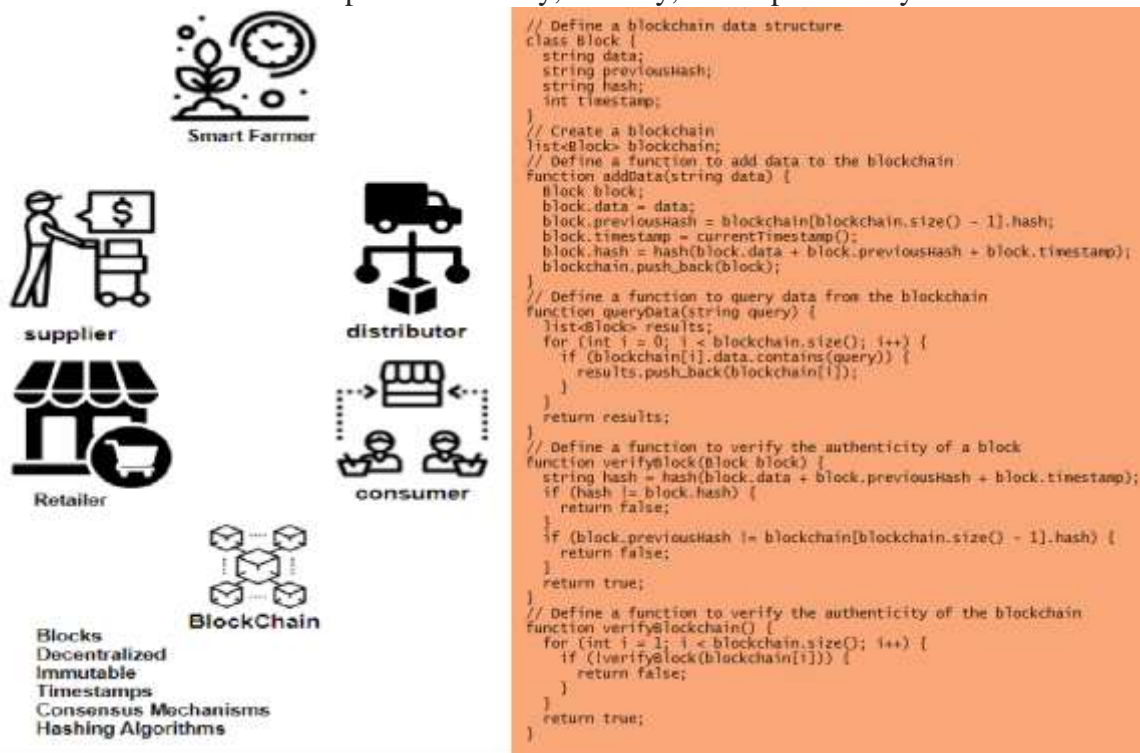 Smart Farmer
supplier
distributor
Retailer
consumer
BlockChain
Blocks
Decentralized
Immutable
Timestamps
Consensus Mechanisms
Hashing Algorithms
// Define a blockchain data structure
class Block {
string data;
string previousHash;
string hash;
int timestamp;
}
// Create a blockchain
list<Block> blockchain;
// Define a function to add data to the blockchain
function addData(string data) {
Block block;
block.data = data;
block.previousHash = blockchain[blockchain.size() - 1].hash;
block.timestamp = currentTimestamp();
block.hash = hash(block.data + block.previousHash + block.timestamp);
blockchain.push_back(block);
}
// Define a function to query data from the blockchain
function queryData(string query) {
list<Block> results;
for (int i = 0; i < blockchain.size(); i++) {
if (blockchain[i].data.contains(query)) {
results.push_back(blockchain[i]);
}
}
return results;
}
// Define a function to verify the authenticity of a block
function verifyBlock(Block block) {
string hash = hash(block.data + block.previousHash + block.timestamp);
if (hash != block.hash) {
return false;
}
if (block.previousHash != blockchain[blockchain.size() - 1].hash) {
return false;
}
return true;
}
// Define a function to verify the authenticity of the blockchain
function verifyBlockchain() {
for (int i = 1; i < blockchain.size(); i++) {
if (!verifyBlock(blockchain[i])) {
return false;
}
}
return true;
}